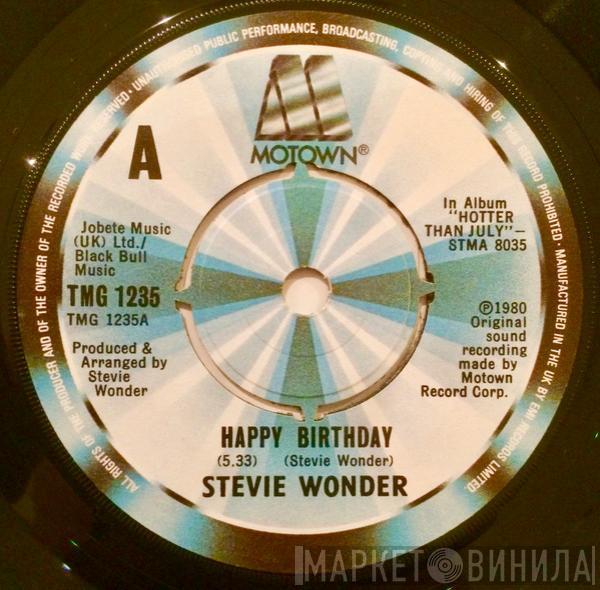 ALL RIGHTS OF THE PRODUCER AND OF THE OWNER OF THE RECORDED WORK RESERVED · UNAUTHORISED PUBLIC PERFORMANCE, BROADCASTING, COPYING AND HIRING OF THIS RECORD PROHIBITED · MANUFACTURED IN THE UK BY EMI RECORDS LIMITED.
M
MOTOWN®
A
Jobete Music
(UK) Ltd./
Black Bull
Music
TMG 1235
TMG 1235A
Produced &
Arranged by
Stevie
Wonder
In Album
"HOTTER
THAN JULY"–
STMA 8035
℗1980
Original
sound
recording
made by
Motown
Record Corp.
HAPPY BIRTHDAY
(5.33) (Stevie Wonder)
STEVIE WONDER
МАРКЕТ ВИНИЛА